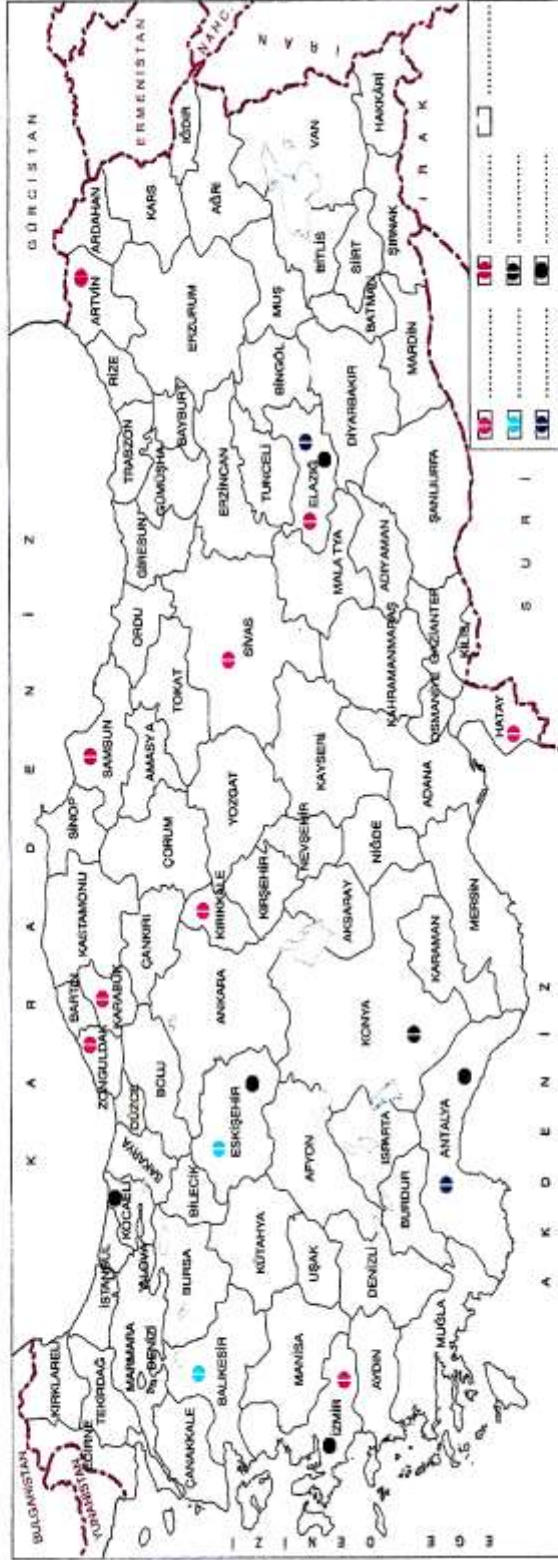 BULGARİSTAN
YUNANİSTAN
GÜRCİSTAN
ERMENİSTAN
NAHÇ.
İRAN
IRAK
SURİ
KARADENİZ
AKDENİZ
EGE DENİZİ
MARMARA
DENİZİ
KIRKLARELİ
EDİRNE
TEKİRDAĞ
İSTANBUL
KOCAELİ
YALOVA
SAKARYA
DÜZCE
BOLU
ZONGULDAK
BARTIN
KARABÜK
KASTAMONU
SİNOP
SAMSUN
ORDU
GİRESUN
TRABZON
GÜMÜŞHA
RİZE
ARTVİN
ARDAHAN
KARS
IĞDIR
AĞRI
ERZURUM
BAYBURT
ERZİNCAN
TUNCELİ
BİNGÖL
MUŞ
BİTLİS
VAN
HAKKÂRİ
ŞIRNAK
SİİRT
BATMAN
MARDİN
DİYARBAKIR
ELAZIĞ
MALATYA
ADIYAMAN
ŞANLIURFA
GAZİANTEP
KİLİS
KAHRAMANMARAŞ
OSMANİYE
HATAY
ADANA
MERSİN
KARAMAN
KONYA
NİĞDE
AKSARAY
NEVŞEHİR
KAYSERİ
SİVAS
TOKAT
AMASYA
ÇORUM
YOZGAT
KIRŞEHİR
KIRIKKALE
ÇANKIRI
ANKARA
ESKİŞEHİR
BİLECİK
BURSA
BALIKESİR
ÇANAKKALE
KÜTAHYA
AFYON
UŞAK
MANİSA
İZMİR
AYDIN
DENİZLİ
MUĞLA
BURDUR
ISPARTA
ANTALYA